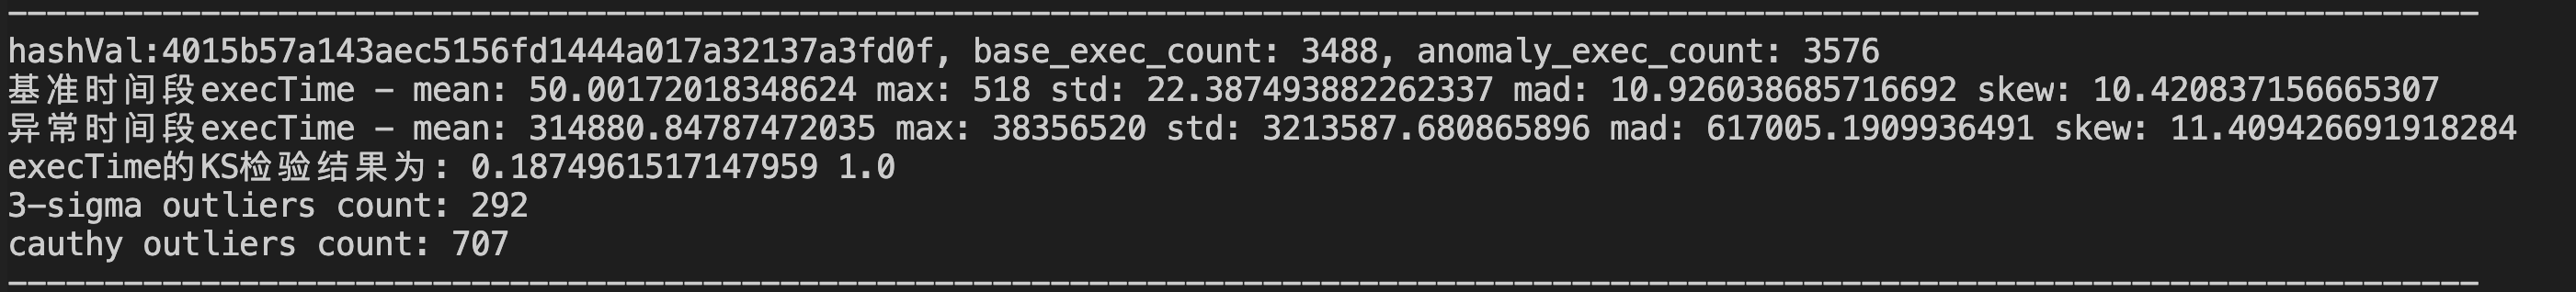 hashVal:4015b57a143aec5156fd1444a017a32137a3fd0f, base_exec_count: 3488, anomaly_exec_count: 3576
基准时间段execTime - mean: 50.00172018348624 max: 518 std: 22.387493882262337 mad: 10.926038685716692 skew: 10.420837156665307
异常时间段execTime - mean: 314880.84787472035 max: 38356520 std: 3213587.680865896 mad: 617005.1909936491 skew: 11.409426691918284
execTime的KS检验结果为: 0.1874961517147959 1.0
3-sigma outliers count: 292
cauthy outliers count: 707